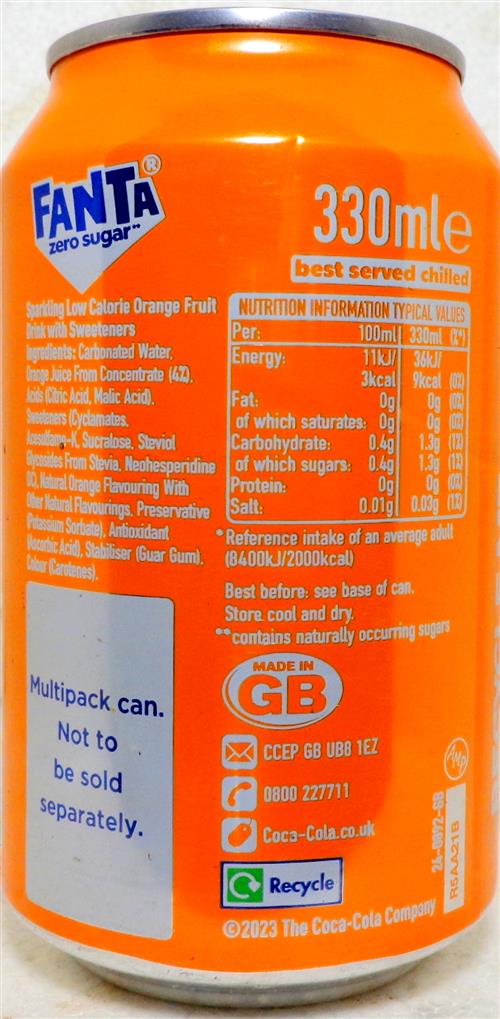 FANTA®
zero sugar**
330ml e
best served chilled
Sparkling Low Calorie Orange Fruit
Drink with Sweeteners
Ingredients: Carbonated Water,
Orange Juice From Concentrate (4%),
Acids (Citric Acid, Malic Acid),
Sweeteners (Cyclamates,
Acesulfame-K, Sucralose, Steviol
Glycosides From Stevia, Neohesperidine
DC), Natural Orange Flavouring With
Other Natural Flavourings, Preservative
(Potassium Sorbate), Antioxidant
(Ascorbic Acid), Stabiliser (Guar Gum),
Colour (Carotenes).
NUTRITION INFORMATION TYPICAL VALUES
Per: 100ml 330ml (%*)
Energy: 11kJ/ 36kJ/
3kcal 9kcal (0%)
Fat: 0g 0g (0%)
of which saturates: 0g 0g (0%)
Carbohydrate: 0.4g 1.3g (1%)
of which sugars: 0.4g 1.3g (1%)
Protein: 0g 0g (0%)
Salt: 0.01g 0.03g (1%)
*Reference intake of an average adult
(8400kJ/2000kcal)
Best before: see base of can.
Store cool and dry.
**contains naturally occurring sugars
Multipack can.
Not to
be sold
separately.
MADE IN
GB
CCEP GB UB8 1EZ
0800 227711
Coca-Cola.co.uk
Recycle
©2023 The Coca-Cola Company
AMP
24-0892-GB
R5AA21B